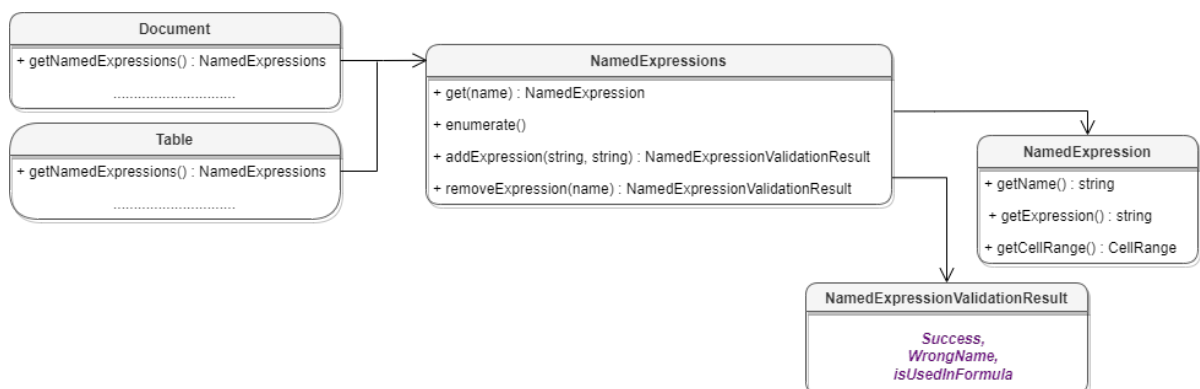 Document
+ getNamedExpressions() : NamedExpressions
..............................
Table
+ getNamedExpressions() : NamedExpressions
..............................
NamedExpressions
+ get(name) : NamedExpression
+ enumerate()
+ addExpression(string, string) : NamedExpressionValidationResult
+ removeExpression(name) : NamedExpressionValidationResult
NamedExpression
+ getName() : string
+ getExpression() : string
+ getCellRange() : CellRange
NamedExpressionValidationResult
Success,
WrongName,
isUsedInFormula